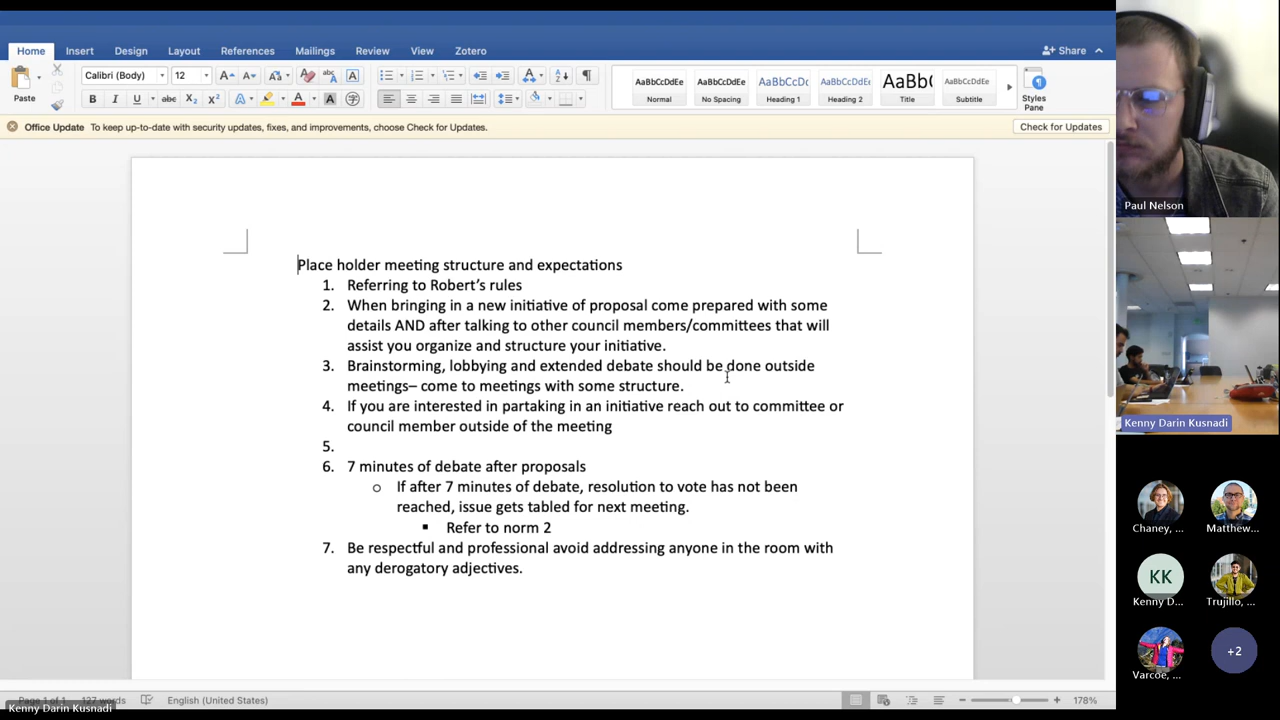 Home Insert Design Layout References Mailings Review View Zotero Share
Calibri (Body) 12
Paste
AaBbCcDdEe AaBbCcDdEe AaBbCcDc AaBbCcDdEe AaBb( AaBbCcDdEe
Normal No Spacing Heading 1 Heading 2 Title Subtitle Styles Pane
Office Update To keep up-to-date with security updates, fixes, and improvements, choose Check for Updates. Check for Updates
Place holder meeting structure and expectations
1. Referring to Robert's rules
2. When bringing in a new initiative of proposal come prepared with some
details AND after talking to other council members/committees that will
assist you organize and structure your initiative.
3. Brainstorming, lobbying and extended debate should be done outside
meetings– come to meetings with some structure.
4. If you are interested in partaking in an initiative reach out to committee or
council member outside of the meeting
5.
6. 7 minutes of debate after proposals
o If after 7 minutes of debate, resolution to vote has not been
reached, issue gets tabled for next meeting.
▪ Refer to norm 2
7. Be respectful and professional avoid addressing anyone in the room with
any derogatory adjectives.
Page 1 of 1 127 words English (United States) 178%
Kenny Darin Kusnadi
Paul Nelson
Kenny Darin Kusnadi
Chaney, ... Matthew...
KK
Kenny D... Trujillo, ...
+2
Varcoe, ...